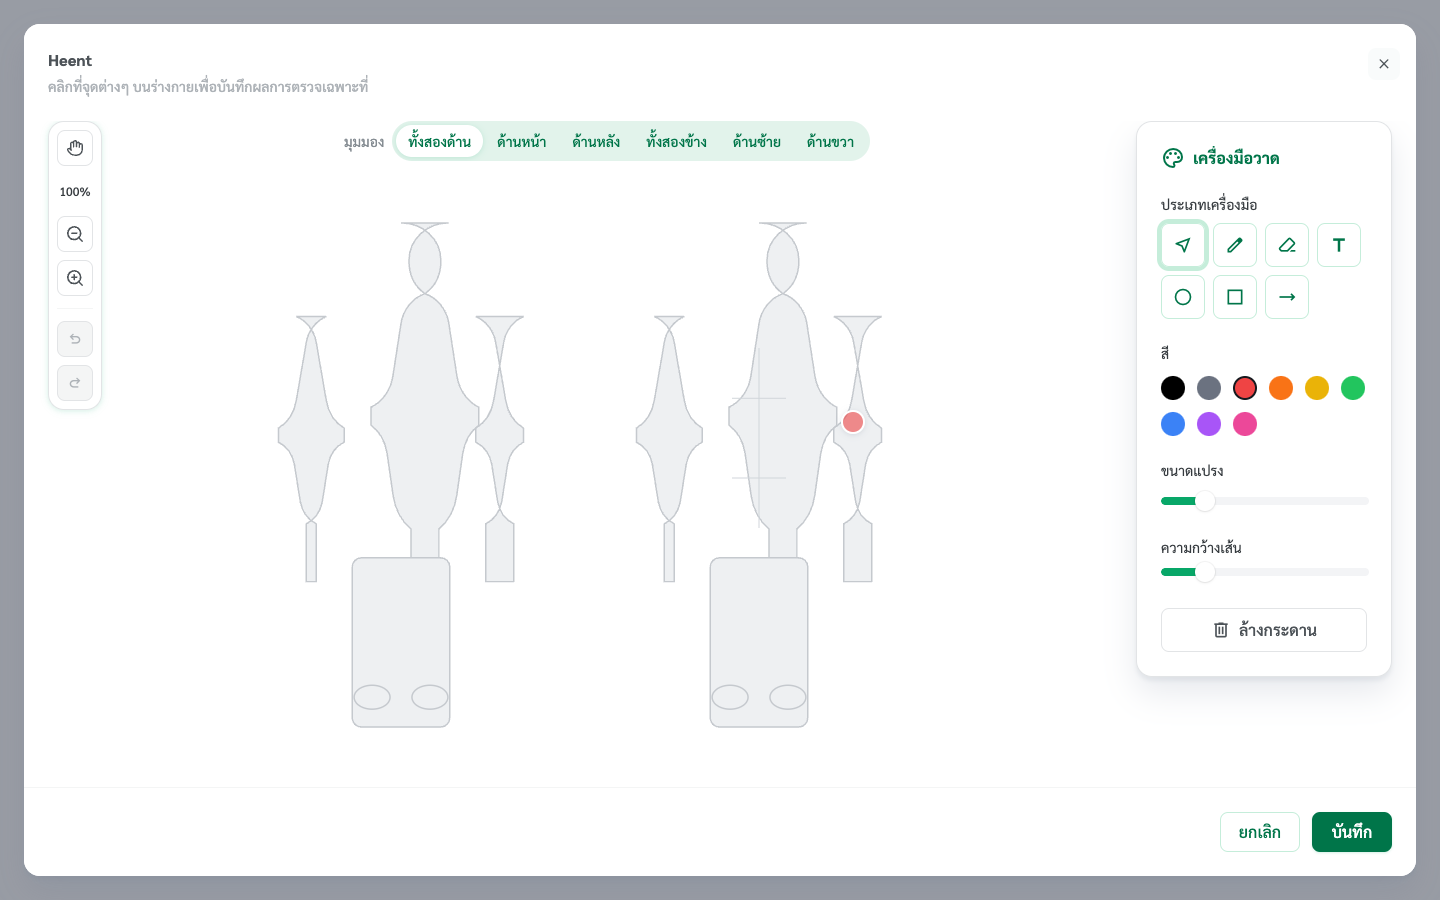 Heent
คลิกที่จุดต่างๆ บนร่างกายเพื่อบันทึกผลการตรวจเฉพาะที่
มุมมอง ทั้งสองด้าน ด้านหน้า ด้านหลัง ทั้งสองข้าง ด้านซ้าย ด้านขวา
100%
เครื่องมือวาด
ประเภทเครื่องมือ
T
สี
ขนาดแปรง
ความกว้างเส้น
ล้างกระดาน
ยกเลิก บันทึก